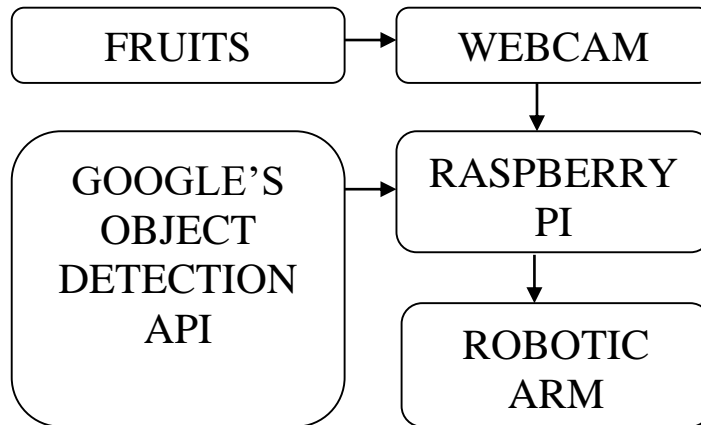 FRUITS
WEBCAM
GOOGLE’S
OBJECT
DETECTION
API
RASPBERRY
PI
ROBOTIC
ARM